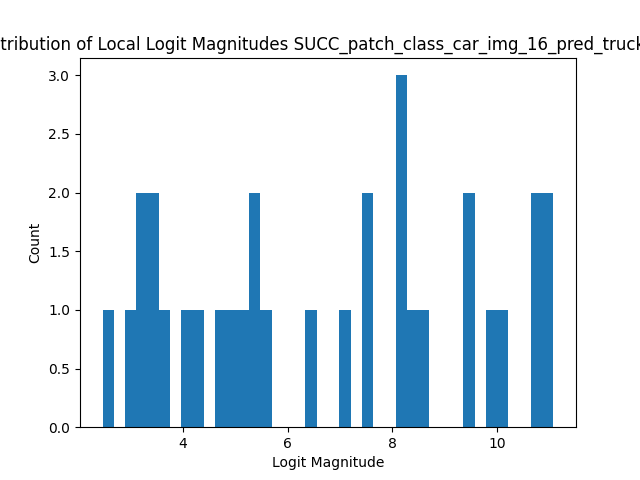 tribution of Local Logit Magnitudes SUCC_patch_class_car_img_16_pred_truck
3.0
2.5
2.0
1.5
1.0
0.5
0.0
Count
4 6 8 10
Logit Magnitude